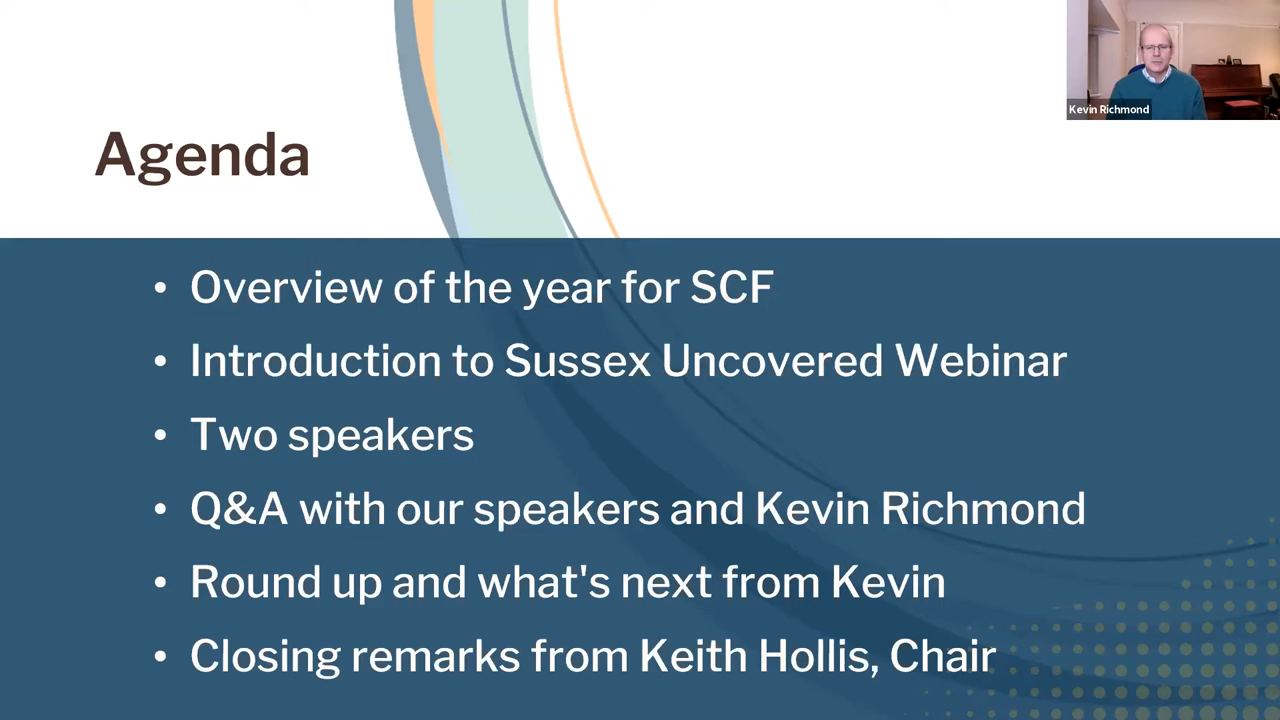 Kevin Richmond
Agenda
• Overview of the year for SCF
• Introduction to Sussex Uncovered Webinar
• Two speakers
• Q&A with our speakers and Kevin Richmond
• Round up and what's next from Kevin
• Closing remarks from Keith Hollis, Chair